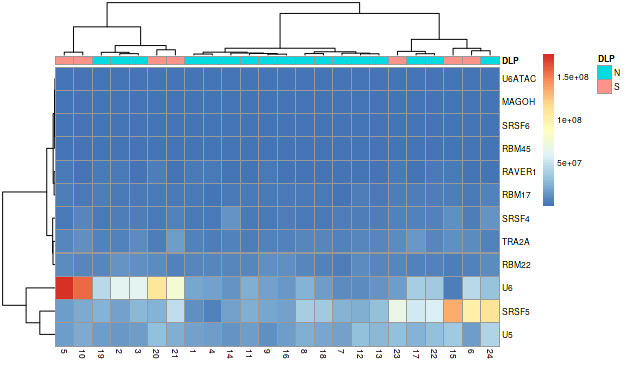 DLP
U6ATAC
MAGOH
SRSF6
RBM45
RAVER1
RBM17
SRSF4
TRA2A
RBM22
U6
SRSF5
U5
5 10 19 2 3 20 21 1 4 14 11 9 16 8 18 7 12 13 23 17 22 15 6 24
1.5e+08
1e+08
5e+07
DLP
N
S